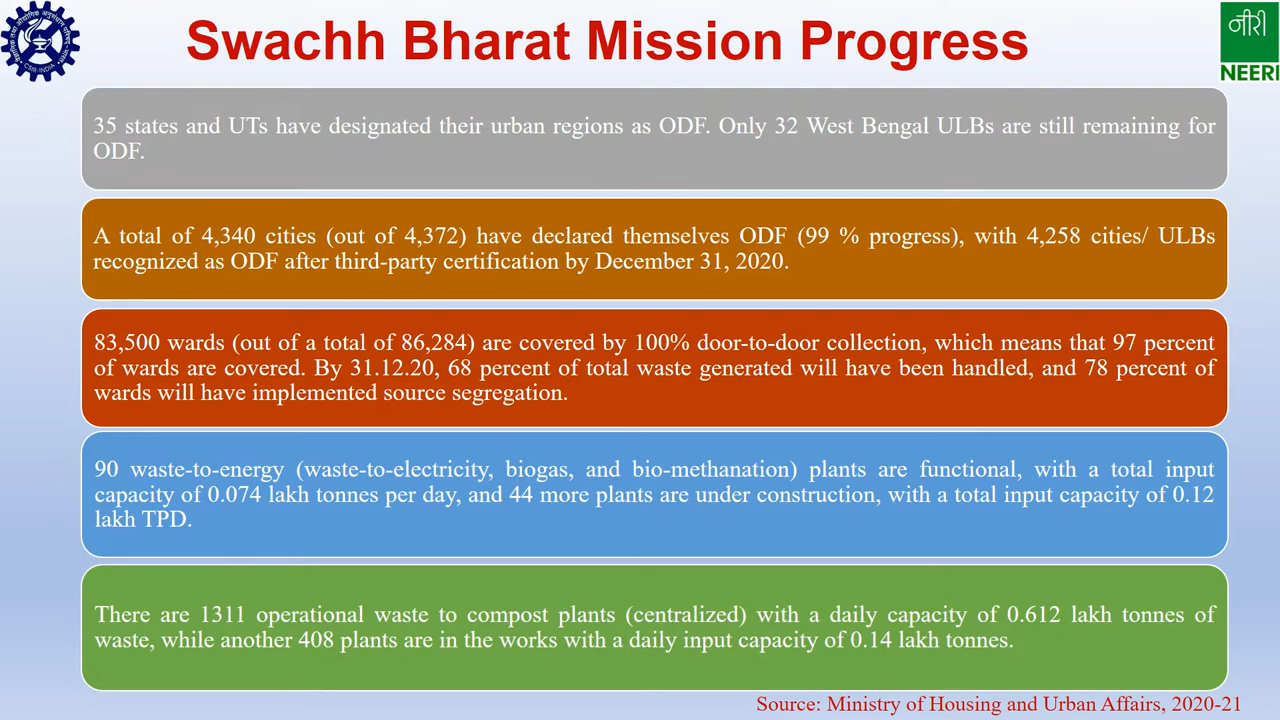 Swachh Bharat Mission Progress
CSIR-INDIA
नीरी
NEERI
35 states and UTs have designated their urban regions as ODF. Only 32 West Bengal ULBs are still remaining for
ODF.
A total of 4,340 cities (out of 4,372) have declared themselves ODF (99 % progress), with 4,258 cities/ ULBs
recognized as ODF after third-party certification by December 31, 2020.
83,500 wards (out of a total of 86,284) are covered by 100% door-to-door collection, which means that 97 percent
of wards are covered. By 31.12.20, 68 percent of total waste generated will have been handled, and 78 percent of
wards will have implemented source segregation.
90 waste-to-energy (waste-to-electricity, biogas, and bio-methanation) plants are functional, with a total input
capacity of 0.074 lakh tonnes per day, and 44 more plants are under construction, with a total input capacity of 0.12
lakh TPD.
There are 1311 operational waste to compost plants (centralized) with a daily capacity of 0.612 lakh tonnes of
waste, while another 408 plants are in the works with a daily input capacity of 0.14 lakh tonnes.
Source: Ministry of Housing and Urban Affairs, 2020-21